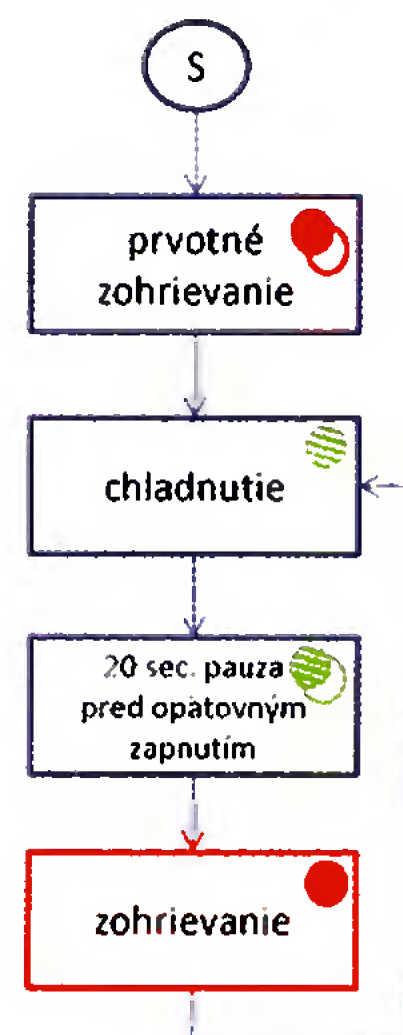 S
prvotné
zohrievanie
chladnutie
20 sec. pauza
pred opätovným
zapnutím
zohrievanie